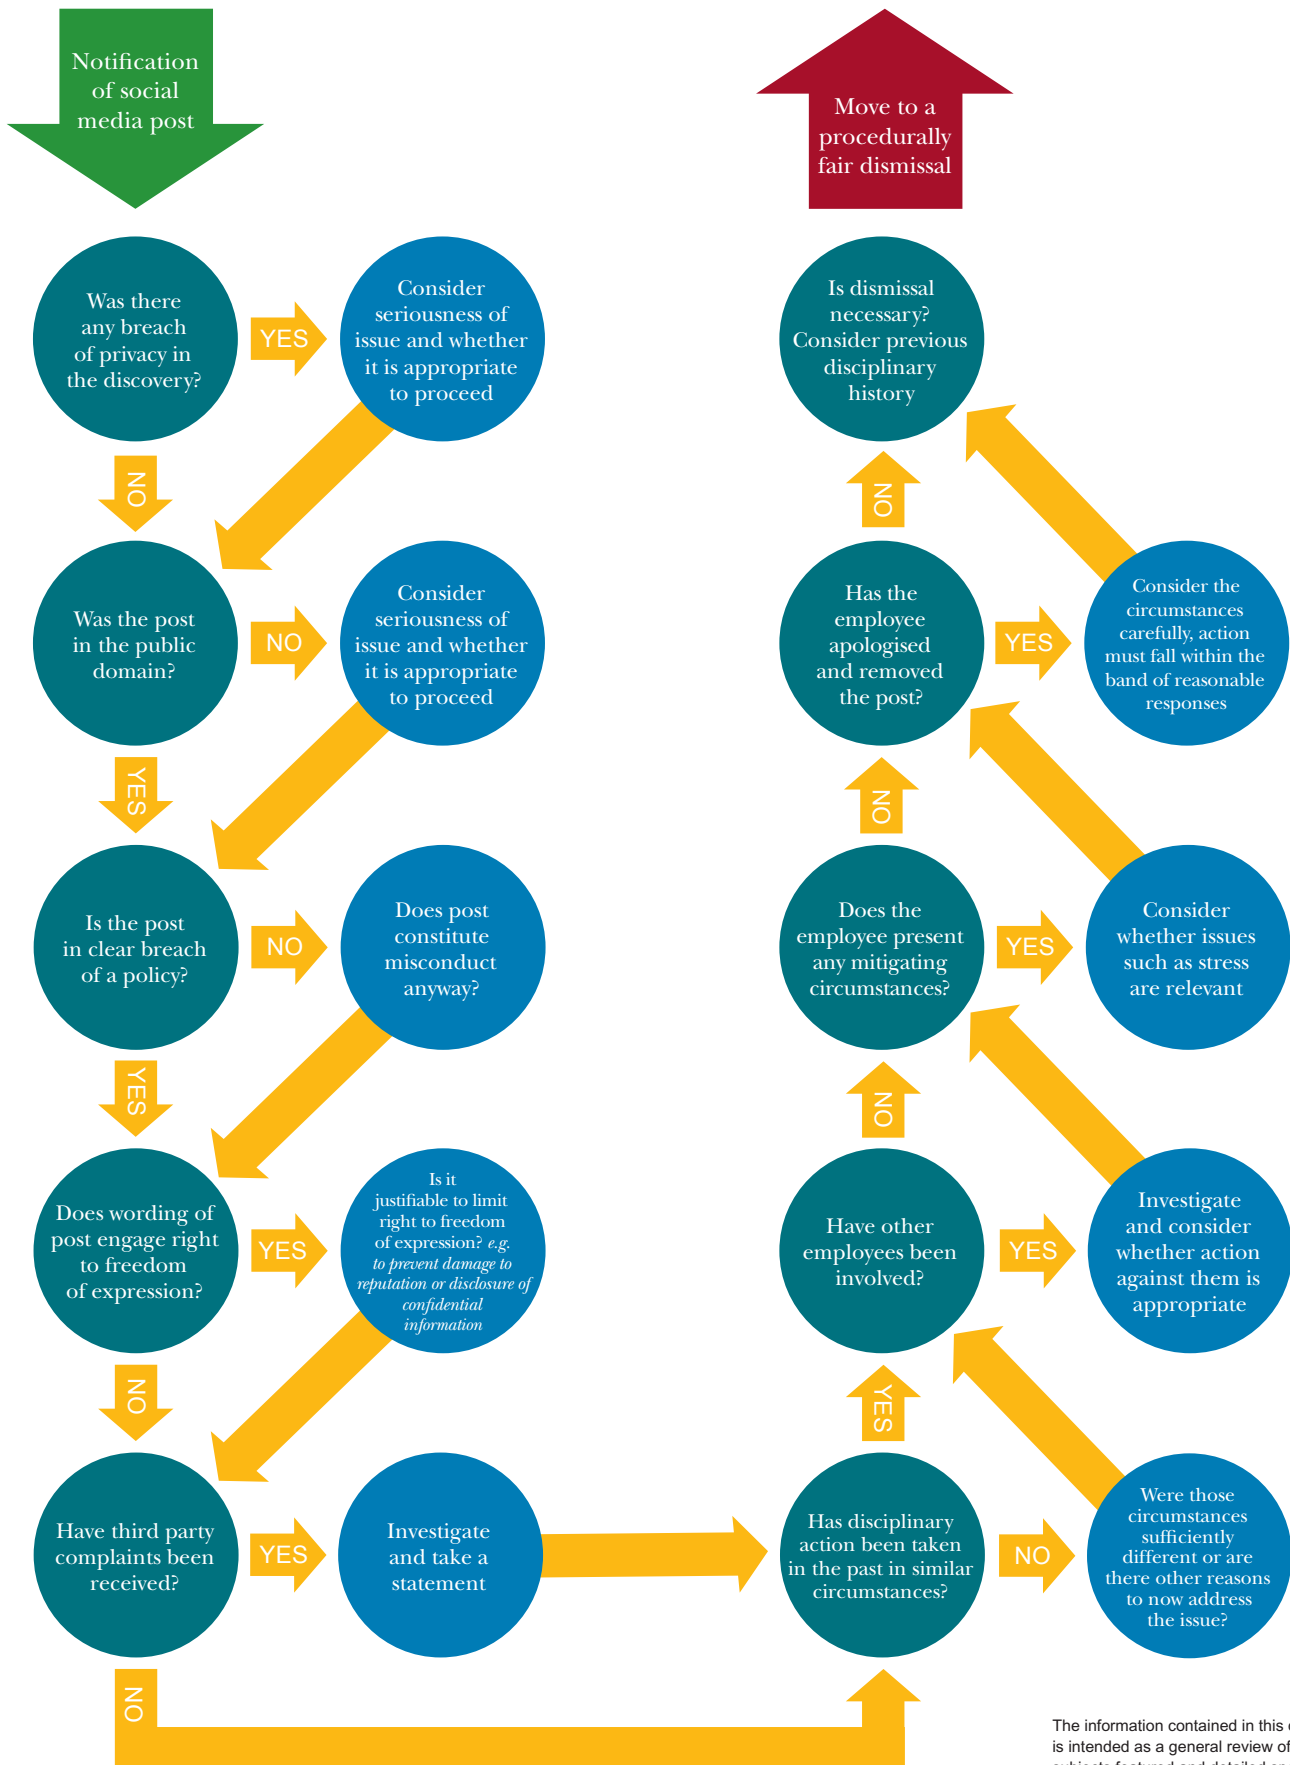 Notification
of social
media post
Was there
any breach
of privacy in
the discovery?
YES
Consider
seriousness of
issue and whether
it is appropriate
to proceed
NO
Was the post
in the public
domain?
NO
Consider
seriousness of
issue and whether
it is appropriate
to proceed
YES
Is the post
in clear breach
of a policy?
NO
Does post
constitute
misconduct
anyway?
YES
Does wording of
post engage right
to freedom
of expression?
YES
Is it
justifiable to limit
right to freedom
of expression? e.g.
to prevent damage to
reputation or disclosure of
confidential
information
NO
Have third party
complaints been
received?
YES
Investigate
and take a
statement
NO
Has disciplinary
action been taken
in the past in similar
circumstances?
NO
Were those
circumstances
sufficiently
different or are
there other reasons
to now address
the issue?
YES
Have other
employees been
involved?
YES
Investigate
and consider
whether action
against them is
appropriate
NO
Does the
employee present
any mitigating
circumstances?
YES
Consider
whether issues
such as stress
are relevant
NO
Has the
employee
apologised
and removed
the post?
YES
Consider the
circumstances
carefully, action
must fall within the
band of reasonable
responses
NO
Is dismissal
necessary?
Consider previous
disciplinary
history
Move to a
procedurally
fair dismissal
The information contained in this
is intended as a general review of